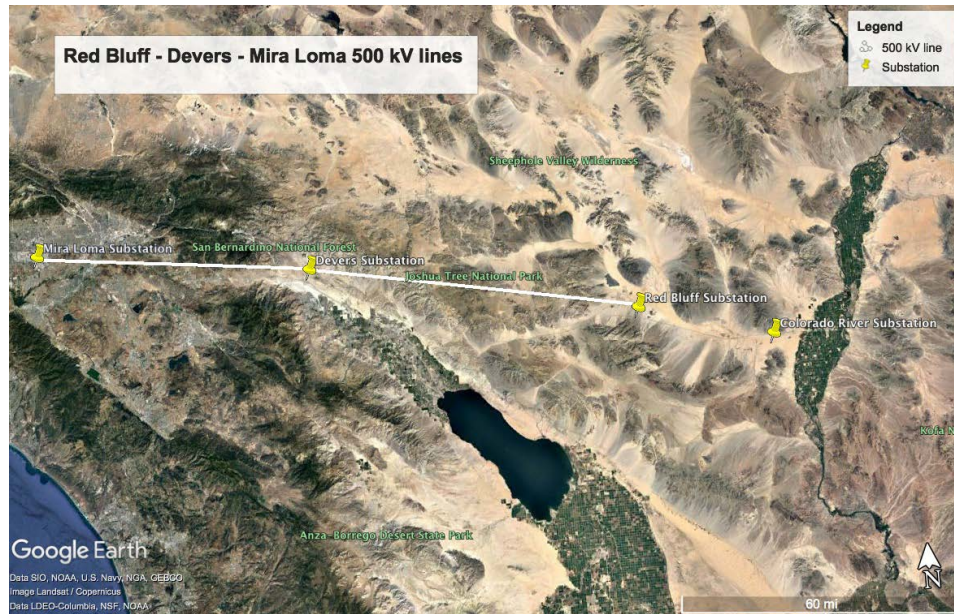 Red Bluff - Devers - Mira Loma 500 kV lines
Legend
500 kV line
Substation
Sheephole Valley Wilderness
Mira Loma Substation
San Bernardino National Forest
Devers Substation
Joshua Tree National Park
Red Bluff Substation
Colorado River Substation
Kofa N
Anza-Borrego Desert State Park
Google Earth
Data SIO, NOAA, U.S. Navy, NGA, GEBCO
Image Landsat / Copernicus
Data LDEO-Columbia, NSF, NOAA
N
60 mi